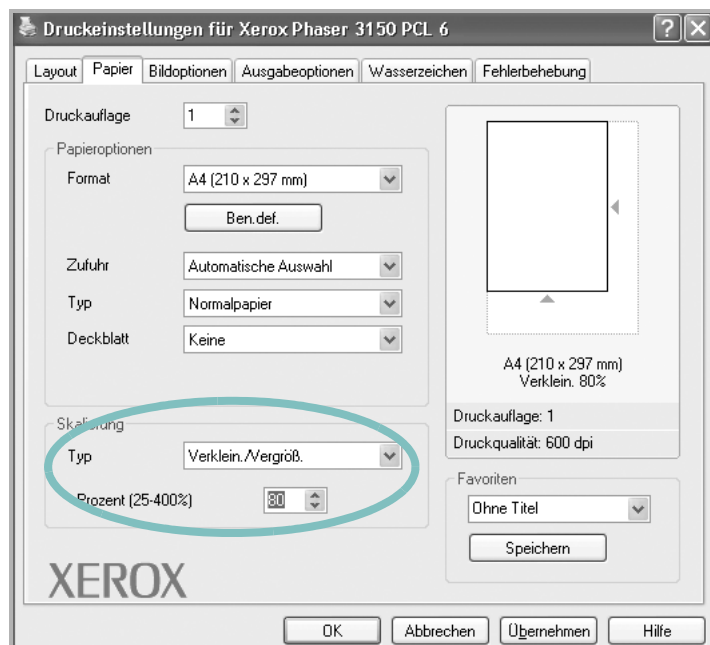 Druckeinstellungen für Xerox Phaser 3150 PCL 6
Layout Papier Bildoptionen Ausgabeoptionen Wasserzeichen Fehlerbehebung
Druckauflage 1
Papieroptionen
Format A4 (210 x 297 mm)
Ben.def.
Zufuhr Automatische Auswahl
Typ Normalpapier
Deckblatt Keine
A4 (210 x 297 mm)
Verklein. 80%
Druckauflage: 1
Druckqualität: 600 dpi
Skalierung
Typ Verklein./Vergröß.
Prozent (25-400%) 80
Favoriten
Ohne Titel
Speichern
XEROX
OK Abbrechen Übernehmen Hilfe